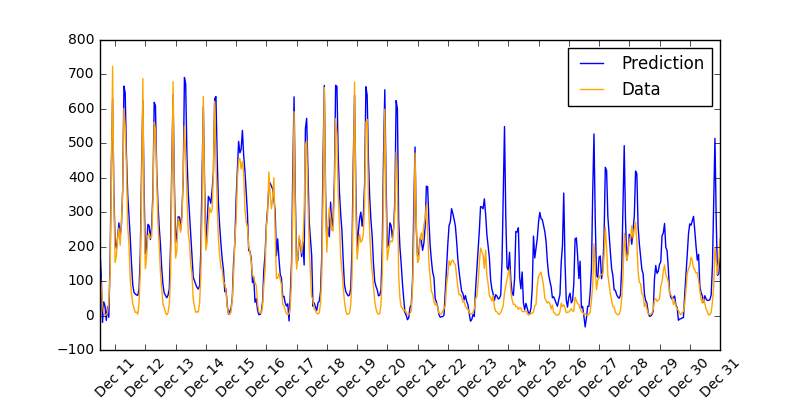 800
700
600
500
400
300
200
100
0
−100
Prediction
Data
Dec 11
Dec 12
Dec 13
Dec 14
Dec 15
Dec 16
Dec 17
Dec 18
Dec 19
Dec 20
Dec 21
Dec 22
Dec 23
Dec 24
Dec 25
Dec 26
Dec 27
Dec 28
Dec 29
Dec 30
Dec 31